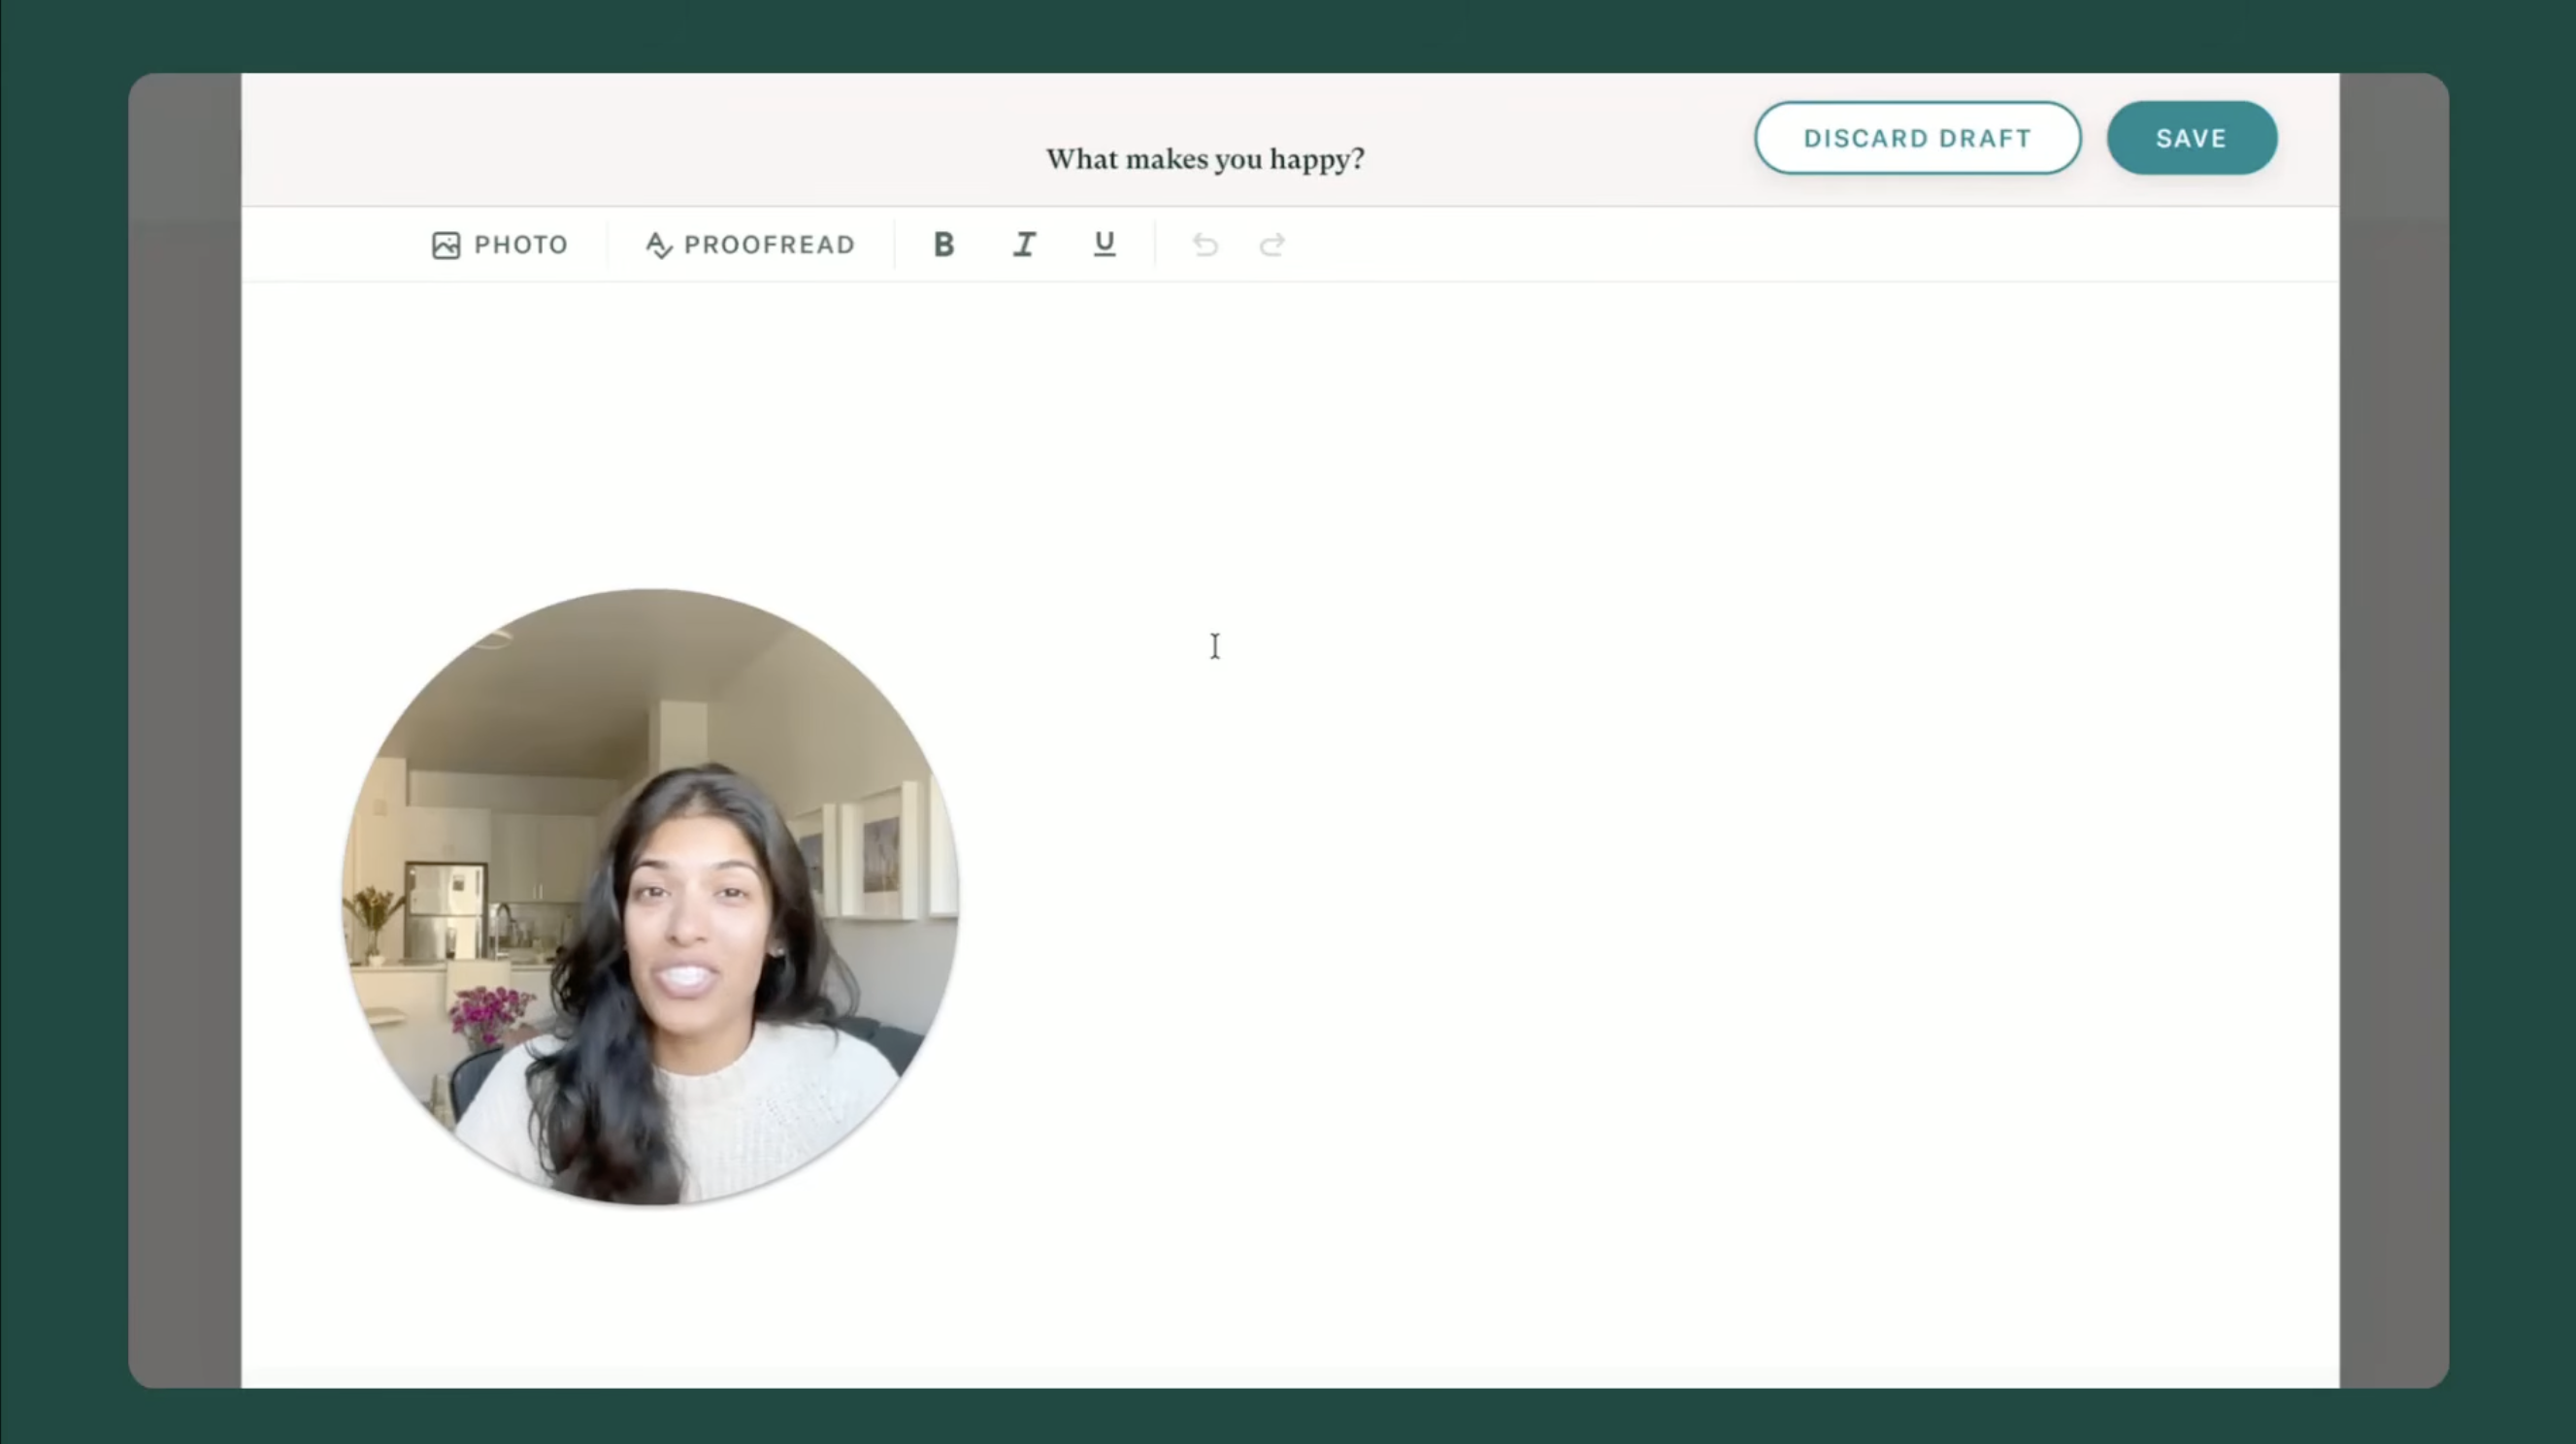 What makes you happy?
DISCARD DRAFT
SAVE
PHOTO
PROOFREAD
B
I
U